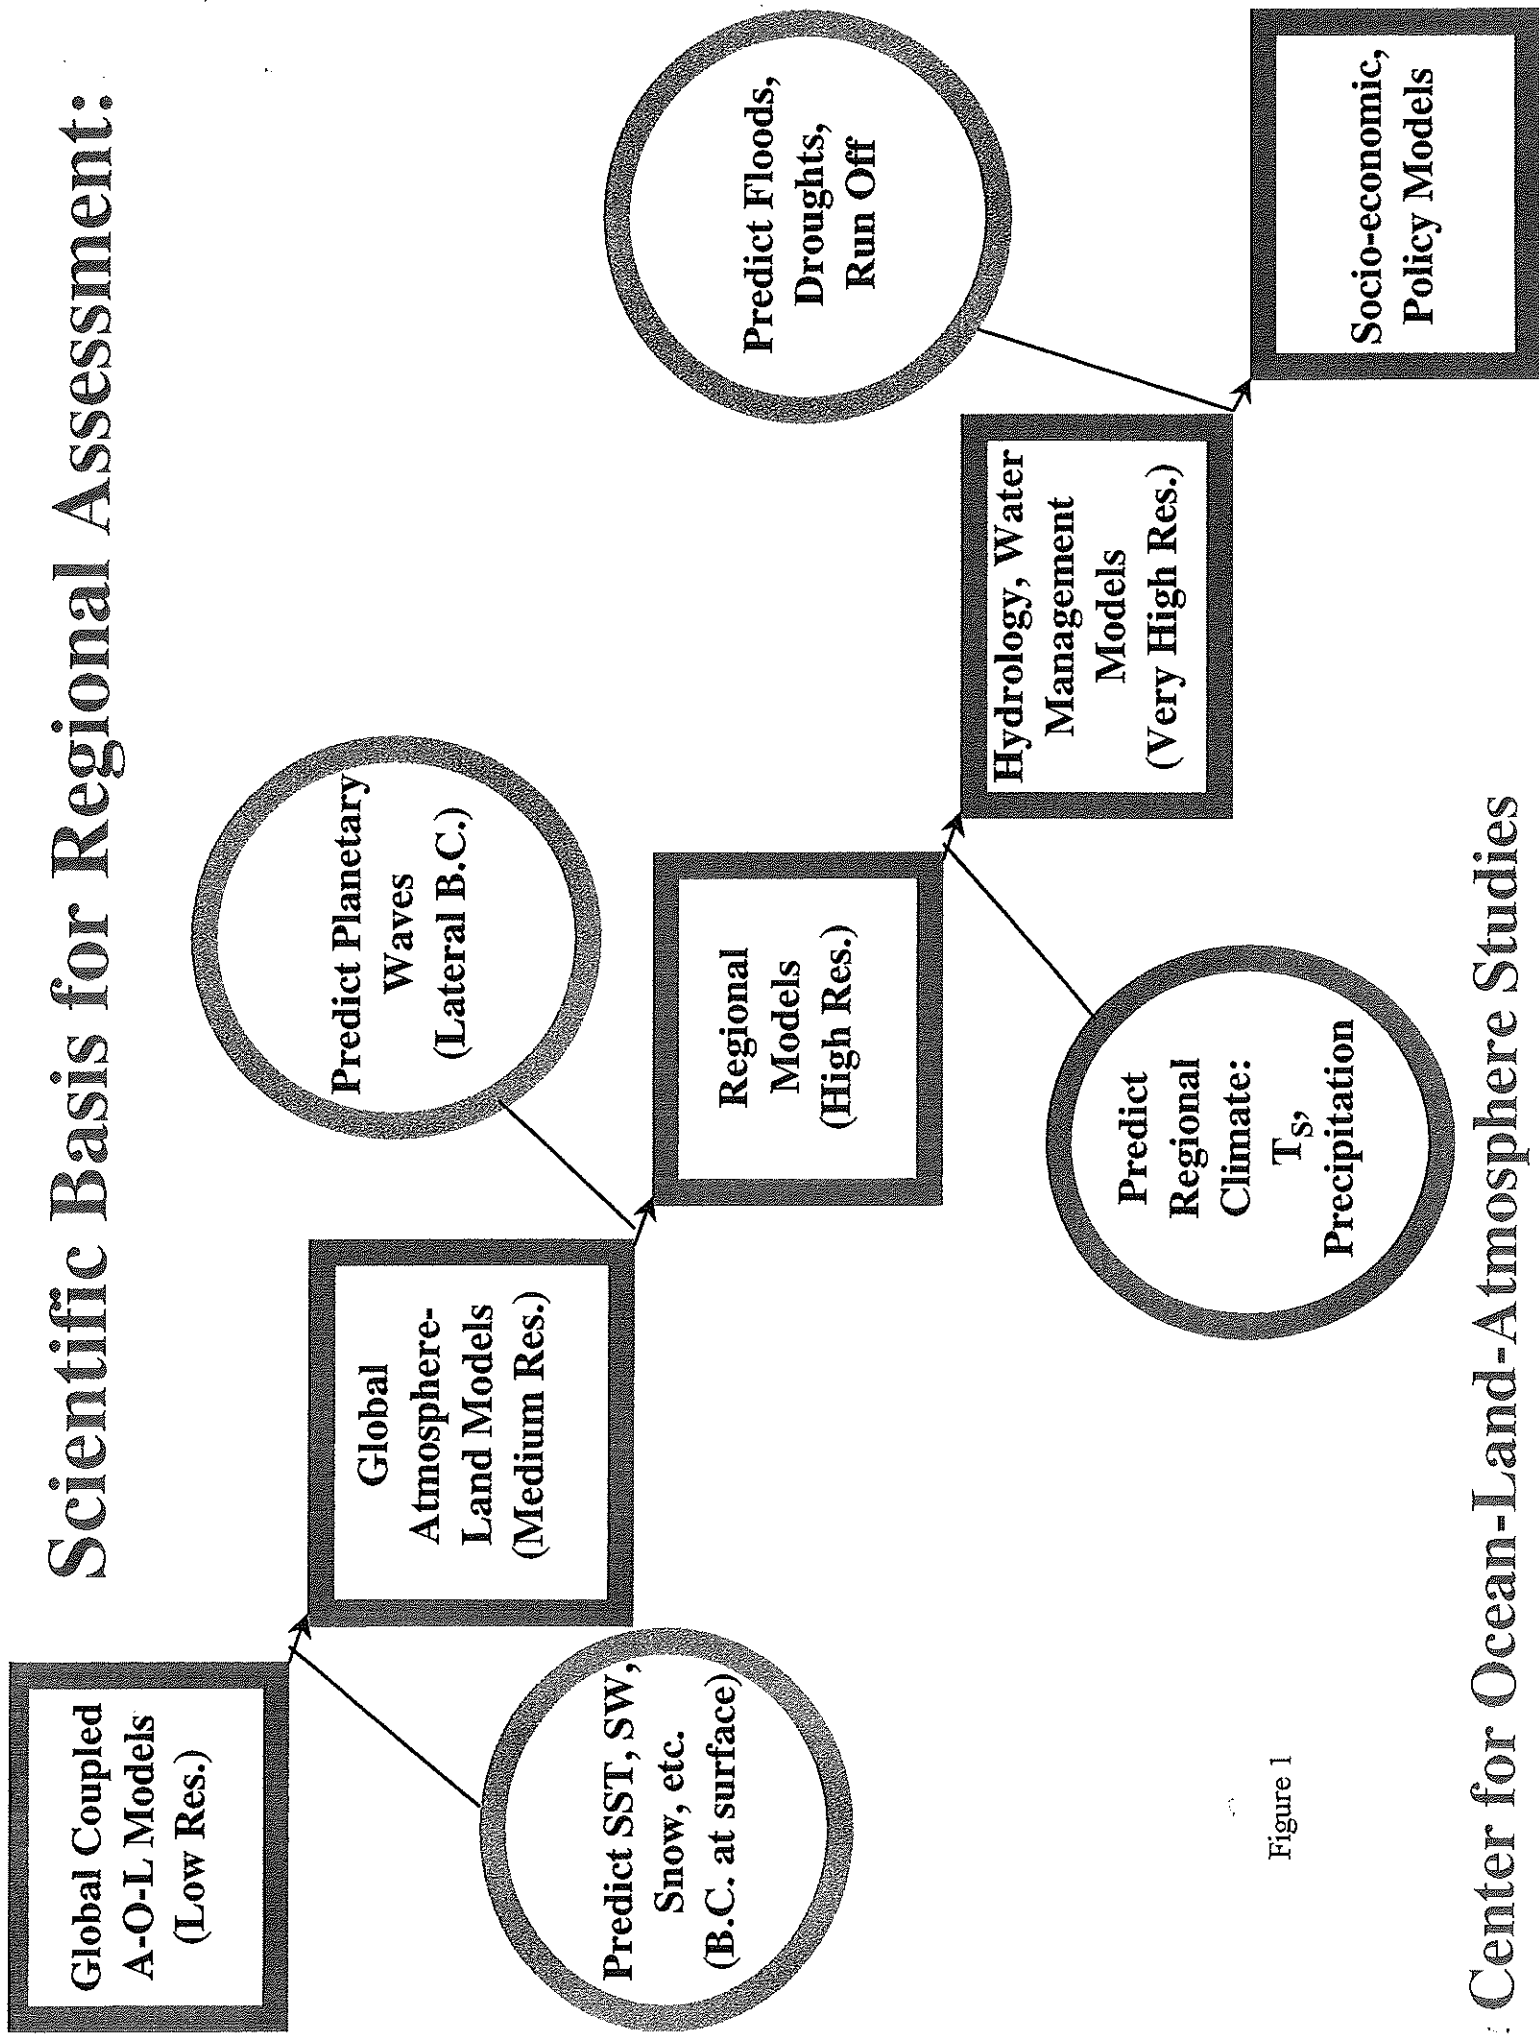 Scientific Basis for Regional Assessment:
Global Coupled
A-O-L Models
(Low Res.)
Predict SST, SW,
Snow, etc.
(B.C. at surface)
Global
Atmosphere-
Land Models
(Medium Res.)
Predict Planetary
Waves
(Lateral B.C.)
Regional
Models
(High Res.)
Predict
Regional
Climate:
Ts,
Precipitation
Hydrology, Water
Management
Models
(Very High Res.)
Predict Floods,
Droughts,
Run Off
Socio-economic,
Policy Models
Figure 1
Center for Ocean-Land-Atmosphere Studies